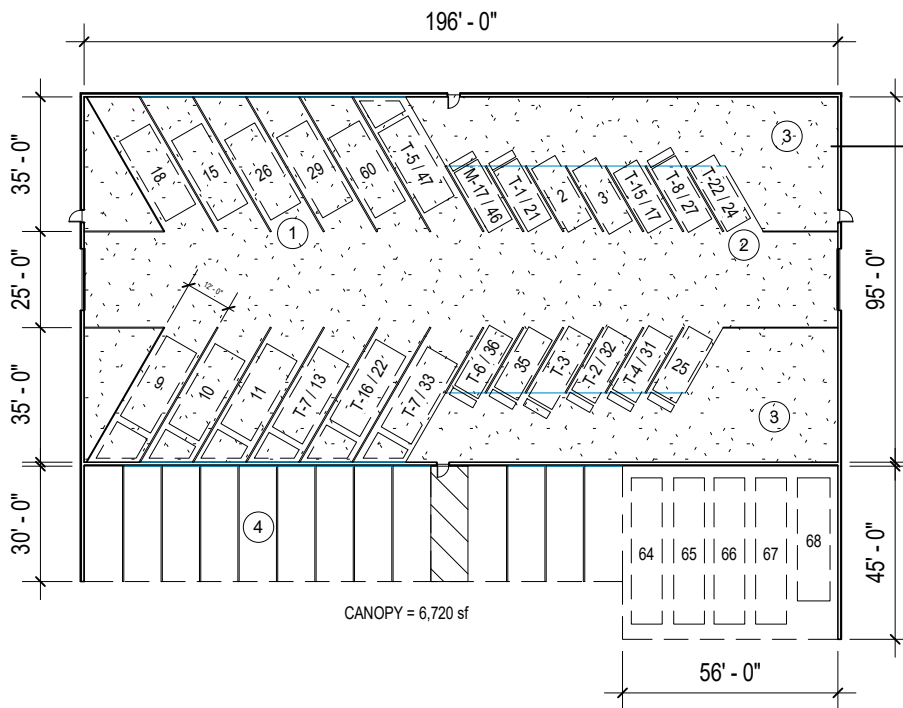 196' - 0"
35' - 0"
25' - 0"
35' - 0"
30' - 0"
95' - 0"
45' - 0"
56' - 0"
18
15
26
29
60
T-5 / 47
M-17 / 46
T-1 / 21
2
3
T-15 / 17
T-8 / 27
T-22 / 24
3
1
2
12' - 0"
9
10
11
T-7 / 13
T-16 / 22
T-7 / 33
T-6 / 36
35
T-3
T-2 / 32
T-4 / 31
25
3
4
64
65
66
67
68
CANOPY = 6,720 sf